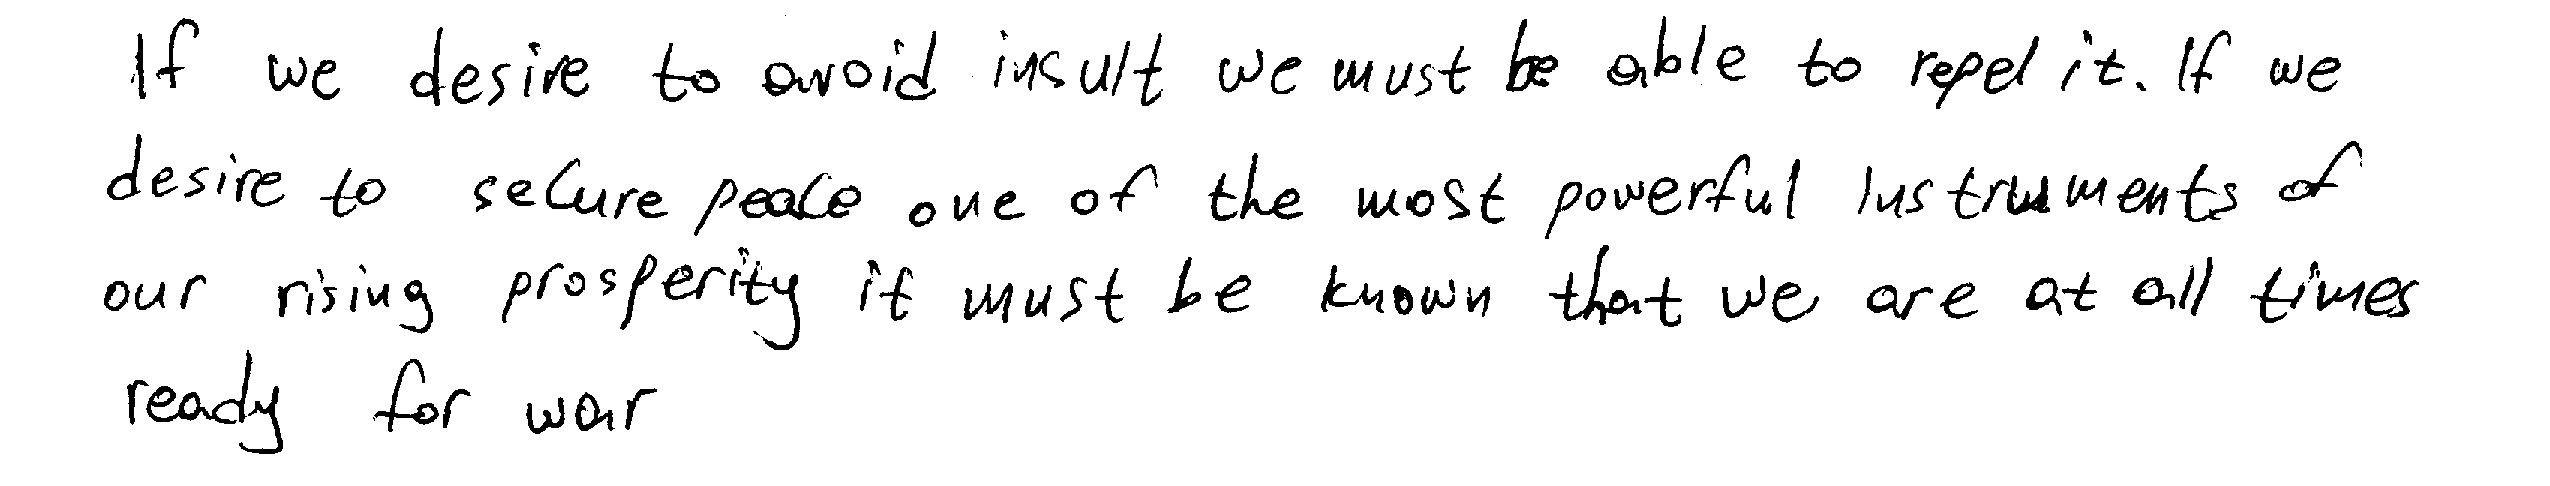 If we desire to avoid insult we must be able to repel it. If we
desire to secure peace one of the most powerful instruments of
our rising prosperity it must be known that we are at all times
ready for war